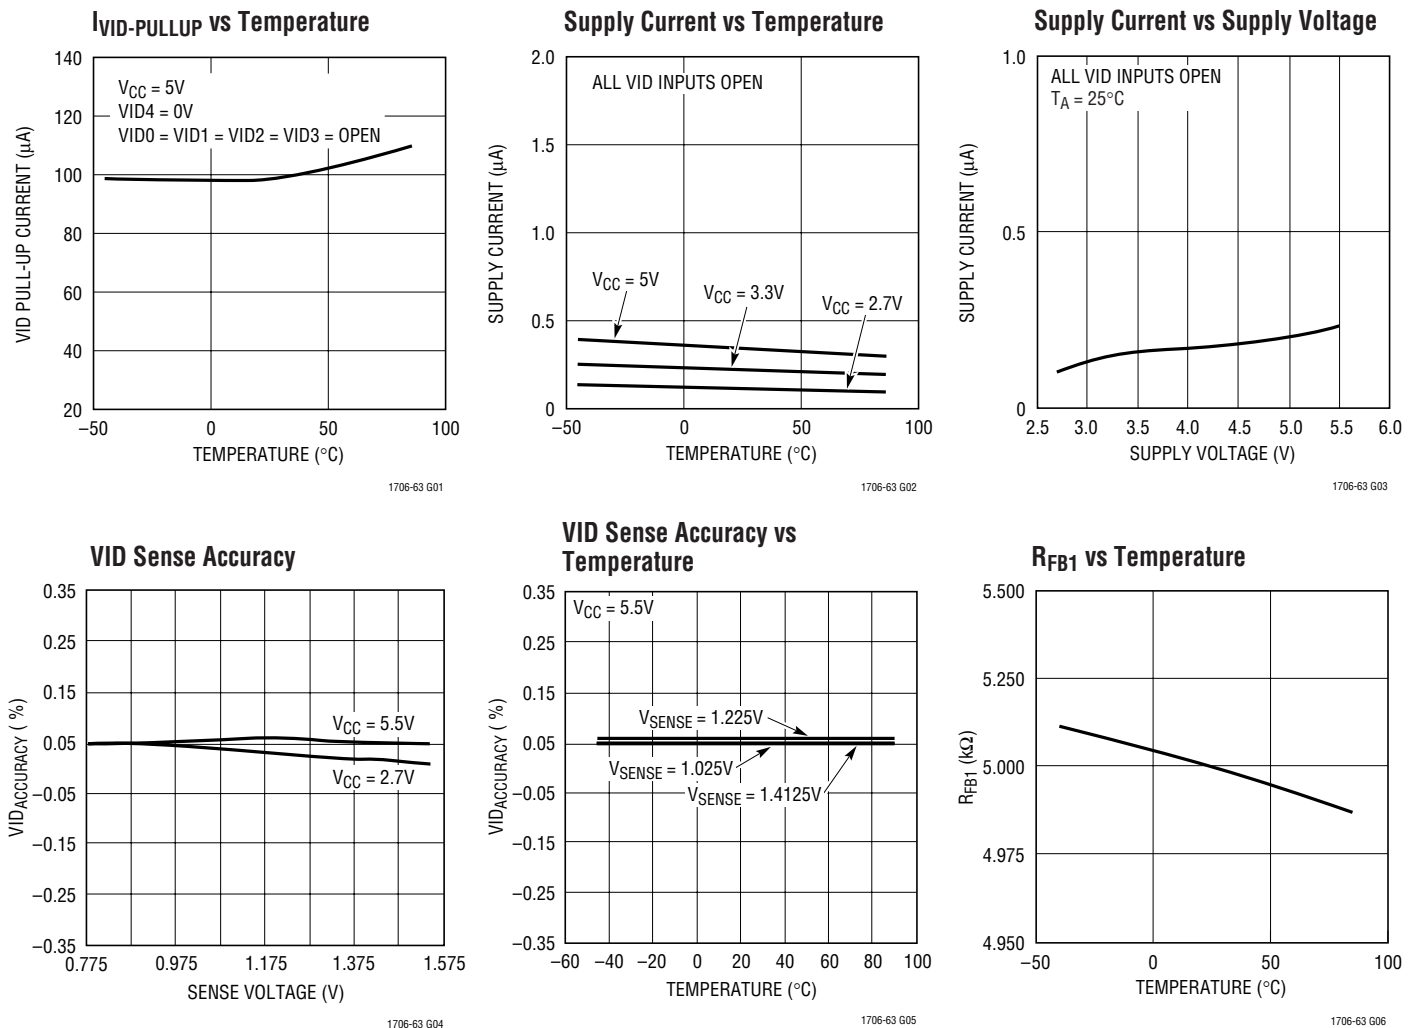 IVID-PULLUP vs Temperature
140
120
100
80
60
40
20
VID PULL-UP CURRENT (µA)
VCC = 5V
VID4 = 0V
VID0 = VID1 = VID2 = VID3 = OPEN
–50
0
50
100
TEMPERATURE (°C)
1706-63 G01
Supply Current vs Temperature
2.0
1.5
1.0
0.5
0
SUPPLY CURRENT (µA)
ALL VID INPUTS OPEN
VCC = 5V
VCC = 3.3V
VCC = 2.7V
–50
0
50
100
TEMPERATURE (°C)
1706-63 G02
Supply Current vs Supply Voltage
1.0
0.5
0
SUPPLY CURRENT (µA)
ALL VID INPUTS OPEN
TA = 25°C
2.5
3.0
3.5
4.0
4.5
5.0
5.5
6.0
SUPPLY VOLTAGE (V)
1706-63 G03
VID Sense Accuracy
0.35
0.25
0.15
0.05
–0.05
–0.15
–0.25
–0.35
VIDACCURACY ( %)
VCC = 5.5V
VCC = 2.7V
0.775
0.975
1.175
1.375
1.575
SENSE VOLTAGE (V)
1706-63 G04
VID Sense Accuracy vs
Temperature
0.35
0.25
0.15
0.05
–0.05
–0.15
–0.25
–0.35
VIDACCURACY ( %)
VCC = 5.5V
VSENSE = 1.225V
VSENSE = 1.025V
VSENSE = 1.4125V
–60
–40
–20
0
20
40
60
80
100
TEMPERATURE (°C)
1706-63 G05
RFB1 vs Temperature
5.500
5.250
5.000
4.975
4.950
RFB1 (kΩ)
–50
0
50
100
TEMPERATURE (°C)
1706-63 G06